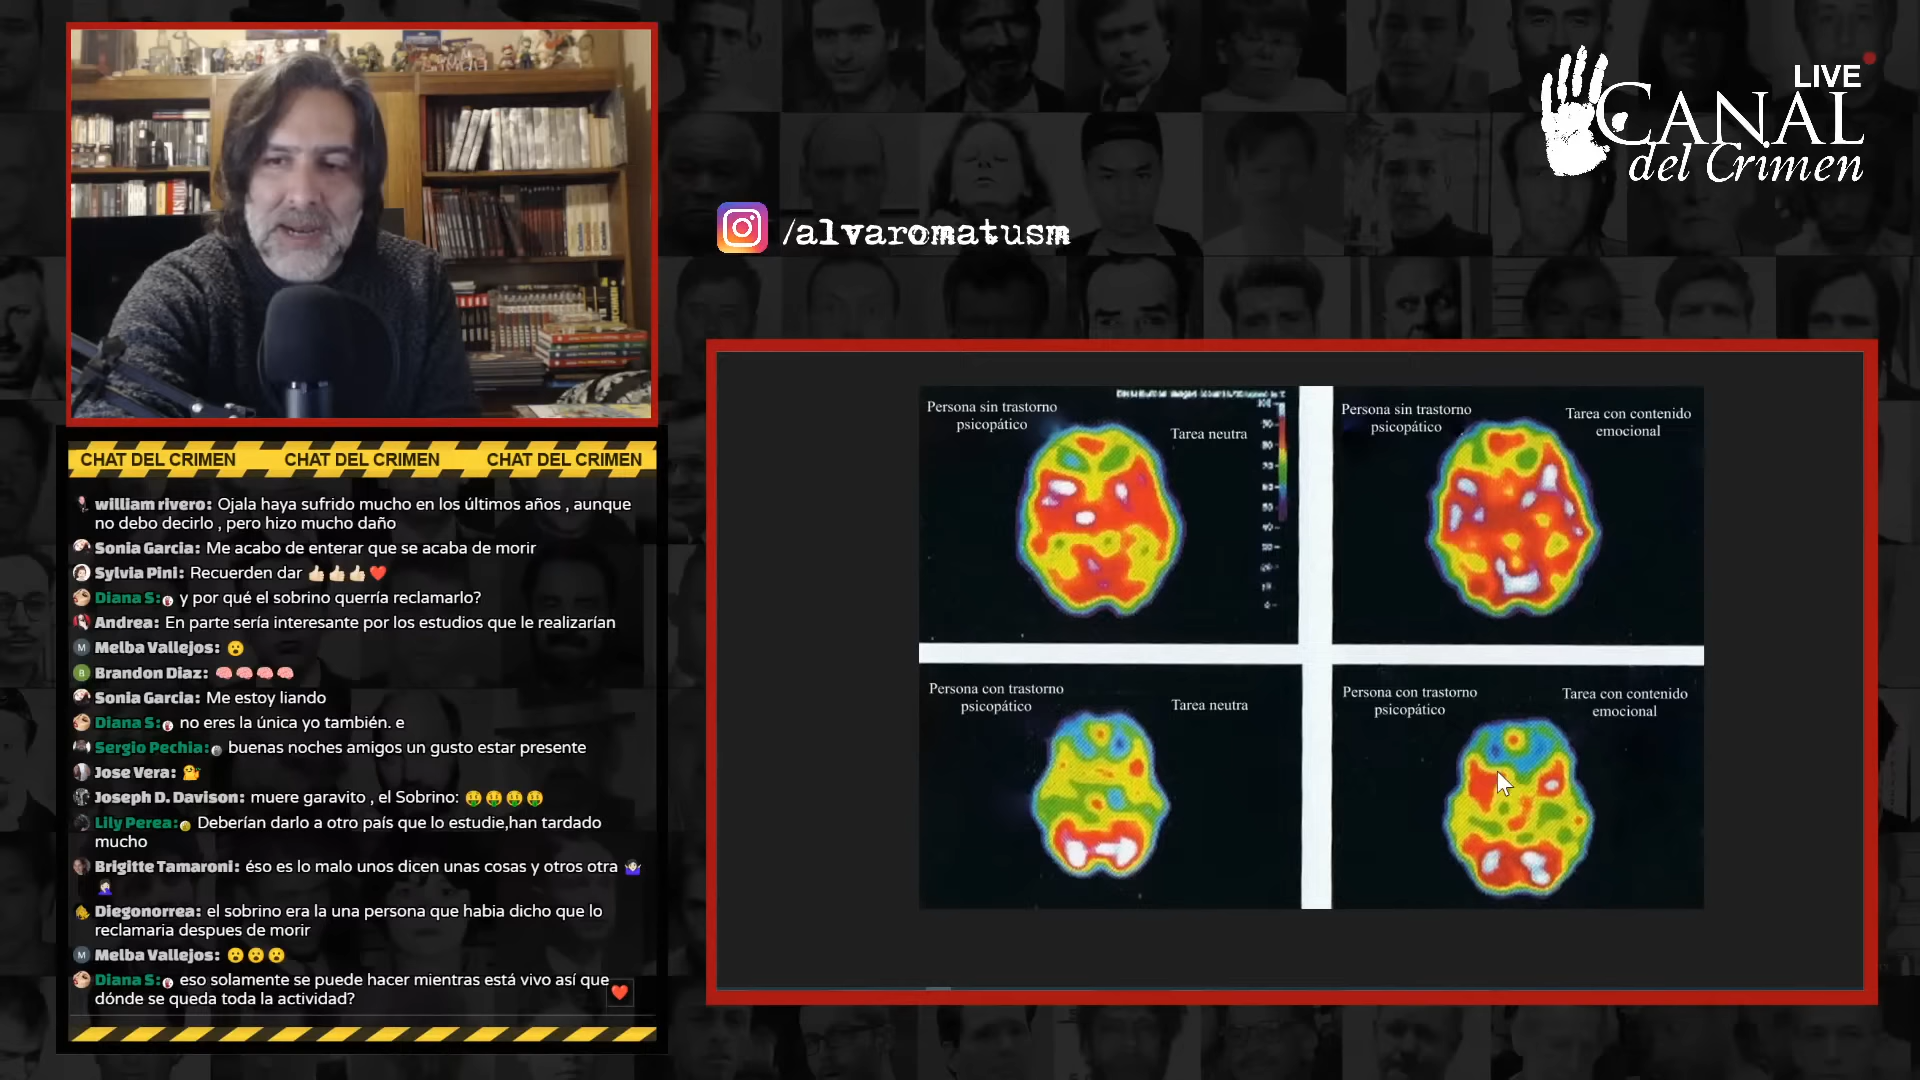 LIVE
CANAL
del Crimen
/alvaromatusm
CHAT DEL CRIMEN CHAT DEL CRIMEN CHAT DEL CRIMEN
william rivero: Ojala haya sufrido mucho en los últimos años , aunque
no debo decirlo , pero hizo mucho daño
Sonia Garcia: Me acabo de enterar que se acaba de morir
Sylvia Pini: Recuerden dar 👍🏻👍🏻👍🏻❤️
Diana S: y por qué el sobrino querría reclamarlo?
Andrea: En parte sería interesante por los estudios que le realizarían
M Melba Vallejos: 😮
B Brandon Diaz: 🧠🧠🧠🧠
Sonia Garcia: Me estoy liando
Diana S: no eres la única yo también. e
Sergio Pechia: buenas noches amigos un gusto estar presente
Jose Vera: 🤔
Joseph D. Davison: muere garavito , el Sobrino: 🤑🤑🤑🤑
Lily Perea: Deberían darlo a otro país que lo estudie,han tardado
mucho
Brigitte Tamaroni: éso es lo malo unos dicen unas cosas y otros otra 🤷🏻‍♀️
🤦🏻‍♀️
Diegonorrea: el sobrino era la una persona que habia dicho que lo
reclamaria despues de morir
M Melba Vallejos: 😮😮😮
Diana S: eso solamente se puede hacer mientras está vivo así que
dónde se queda toda la actividad?
Persona sin trastorno
psicopático
Tarea neutra
Persona sin trastorno
psicopático
Tarea con contenido
emocional
Persona con trastorno
psicopático
Tarea neutra
Persona con trastorno
psicopático
Tarea con contenido
emocional